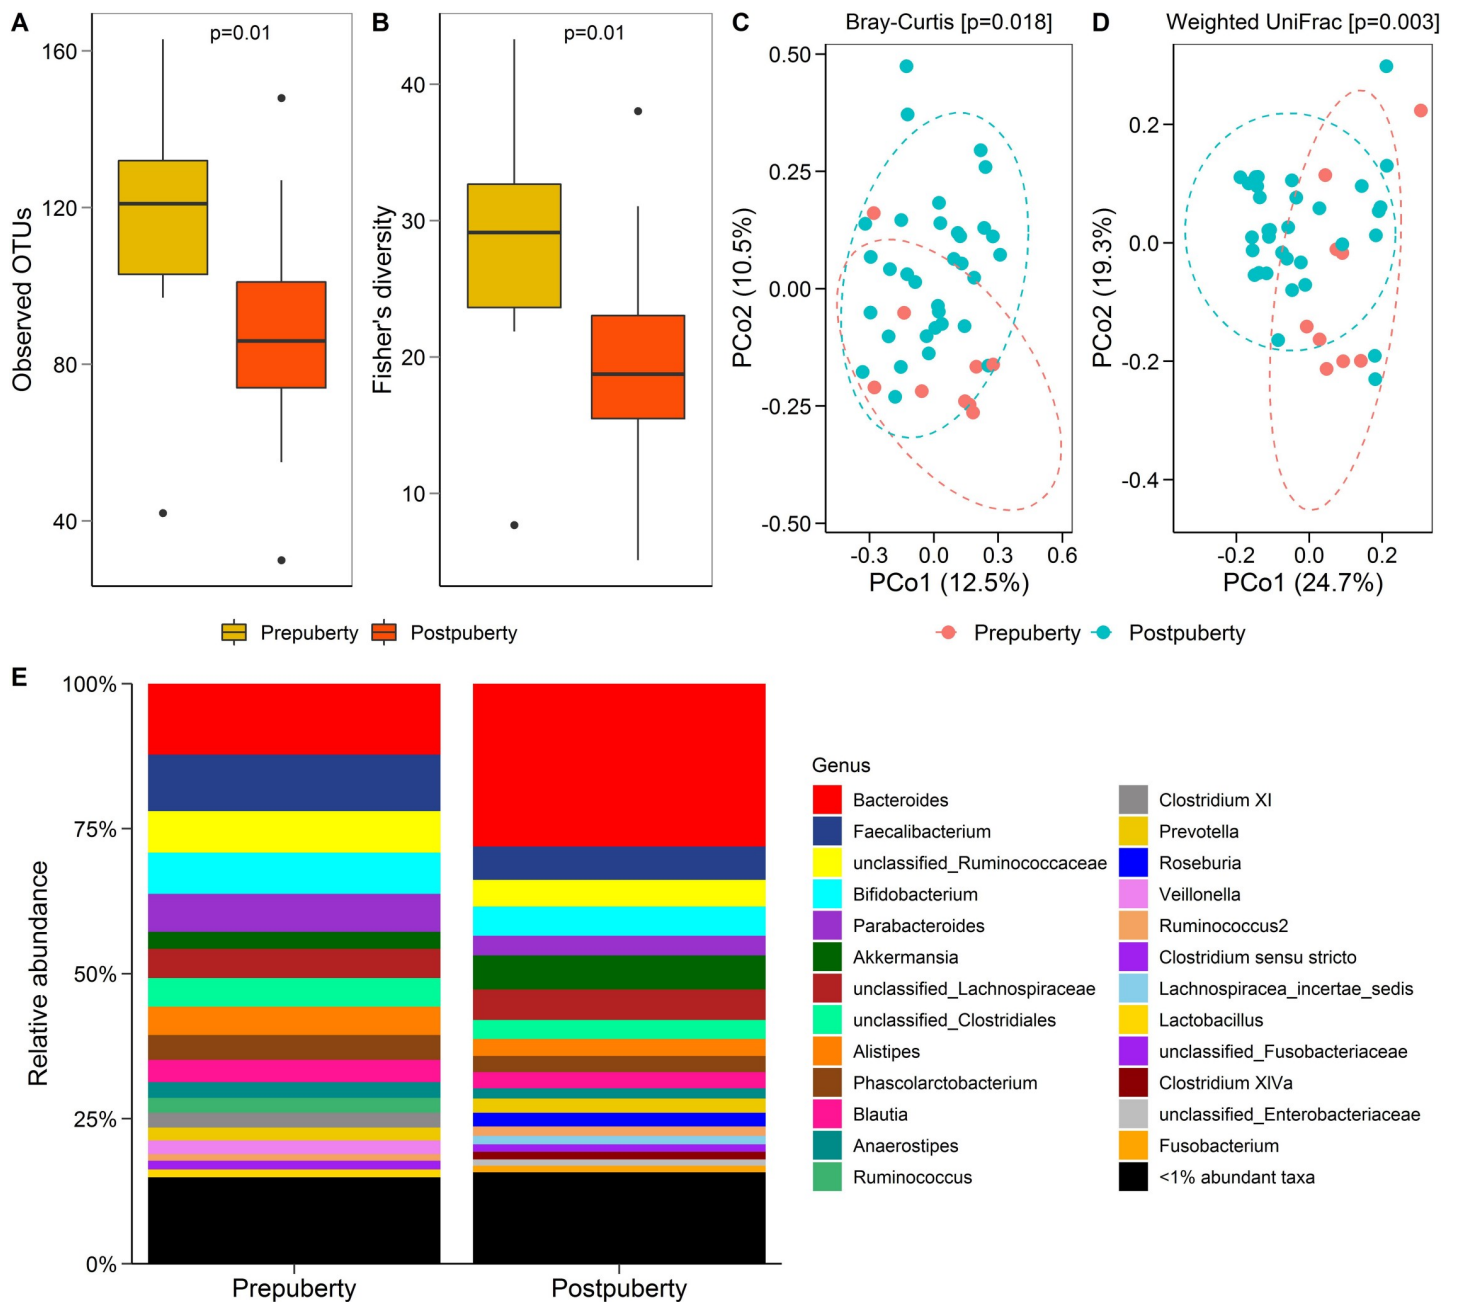 A
p=0.01
160
120
80
40
Observed OTUs
B
p=0.01
40
30
20
10
Fisher's diversity
Prepuberty
Postpuberty
C
Bray-Curtis [p=0.018]
0.50
0.25
0.00
-0.25
-0.50
PCo2 (10.5%)
-0.3 0.0 0.3 0.6
PCo1 (12.5%)
D
Weighted UniFrac [p=0.003]
0.2
0.0
-0.2
-0.4
PCo2 (19.3%)
-0.2 0.0 0.2
PCo1 (24.7%)
Prepuberty
Postpuberty
E
100%
75%
50%
25%
0%
Relative abundance
Prepuberty
Postpuberty
Genus
Bacteroides
Faecalibacterium
unclassified_Ruminococcaceae
Bifidobacterium
Parabacteroides
Akkermansia
unclassified_Lachnospiraceae
unclassified_Clostridiales
Alistipes
Phascolarctobacterium
Blautia
Anaerostipes
Ruminococcus
Clostridium XI
Prevotella
Roseburia
Veillonella
Ruminococcus2
Clostridium sensu stricto
Lachnospiracea_incertae_sedis
Lactobacillus
unclassified_Fusobacteriaceae
Clostridium XIVa
unclassified_Enterobacteriaceae
Fusobacterium
<1% abundant taxa